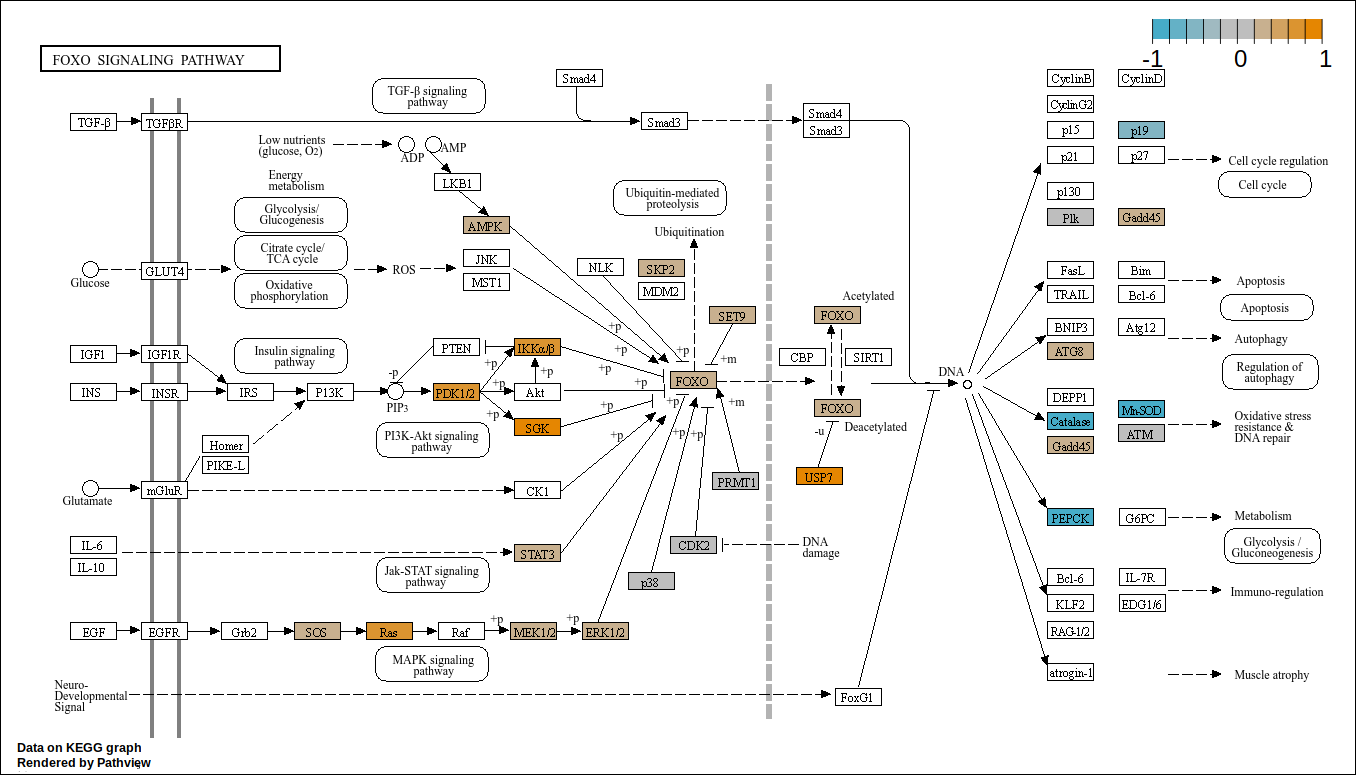 FOXO SIGNALING PATHWAY
-1 0 1
TGF-β signaling
pathway
Smad4
TGF-β
TGFβR
Smad3
Smad4
Smad3
Low nutrients
(glucose, O2)
ADP
AMP
LKB1
AMPK
Energy
metabolism
Glycolysis/
Glucogenesis
Citrate cycle/
TCA cycle
Oxidative
phosphorylation
Glucose
GLUT4
ROS
JNK
MST1
NLK
Ubiquitin-mediated
proteolysis
Ubiquitination
SKP2
MDM2
SET9
+p
+p
+p
+m
+p
+p
+p
+p
+m
+p
+p
+p
Acetylated
FOXO
CBP
SIRT1
FOXO
Deacetylated
-u
USP7
FOXO
IGF1
IGF1R
INS
INSR
IRS
P13K
Insulin signaling
pathway
PTEN
-p
PIP3
PDK1/2
+p
+p
+p
+p
IKKα/β
Akt
SGK
PI3K-Akt signaling
pathway
Homer
PIKE-L
Glutamate
mGluR
CK1
PRMT1
CDK2
DNA
damage
p38
IL-6
IL-10
STAT3
Jak-STAT signaling
pathway
EGF
EGFR
Grb2
SOS
Ras
Raf
+p
MEK1/2
+p
ERK1/2
MAPK signaling
pathway
Neuro-
Developmental
Signal
FoxG1
DNA
CyclinB
CyclinD
CyclinG2
p15
p19
p21
p27
p130
Plk
Gadd45
Cell cycle regulation
Cell cycle
FasL
Bim
TRAIL
Bcl-6
Apoptosis
Apoptosis
BNIP3
Atg12
ATG8
Autophagy
Regulation of
autophagy
DEPP1
Catalase
Mn-SOD
Gadd45
ATM
Oxidative stress
resistance &
DNA repair
PEPCK
G6PC
Metabolism
Glycolysis /
Gluconeogenesis
Bcl-6
IL-7R
KLF2
EDG1/6
RAG-1/2
Immuno-regulation
atrogin-1
Muscle atrophy
Data on KEGG graph
Rendered by Pathview